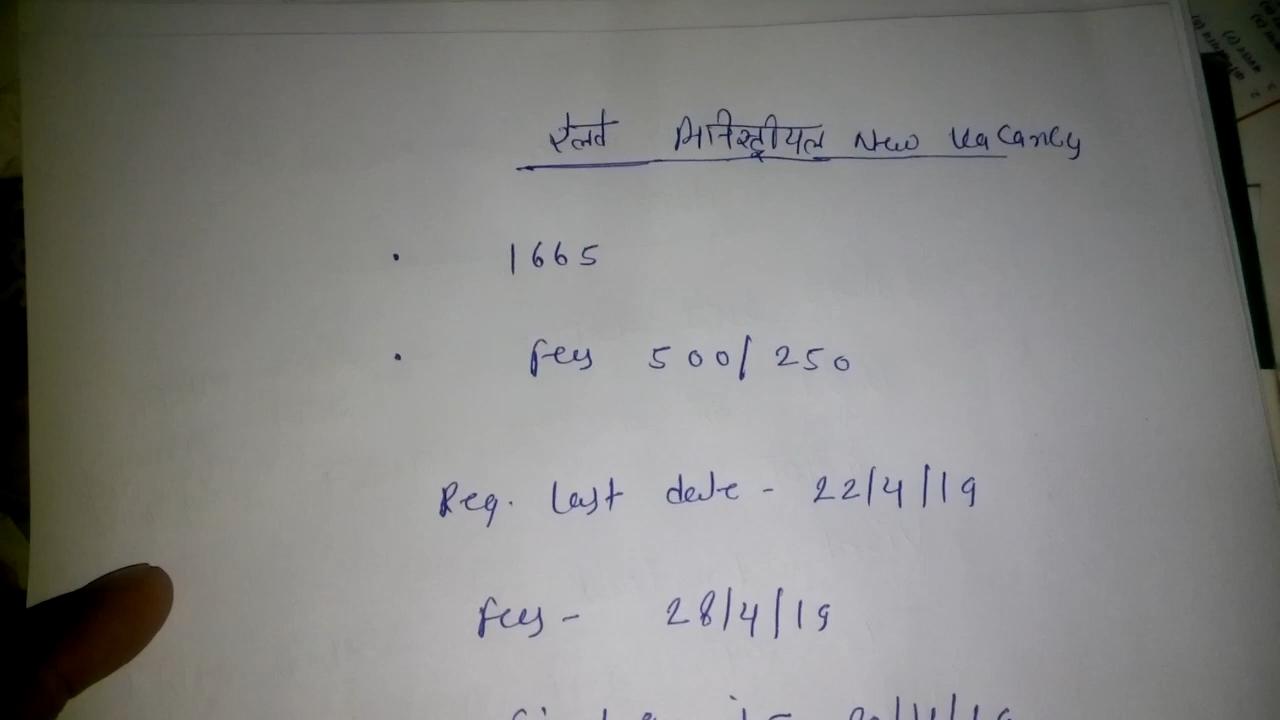 रेलवे मिनिस्ट्रीयल New Vacancy
1665
fees 500/250
Reg. last date - 22/4/19
fees - 28/4/19